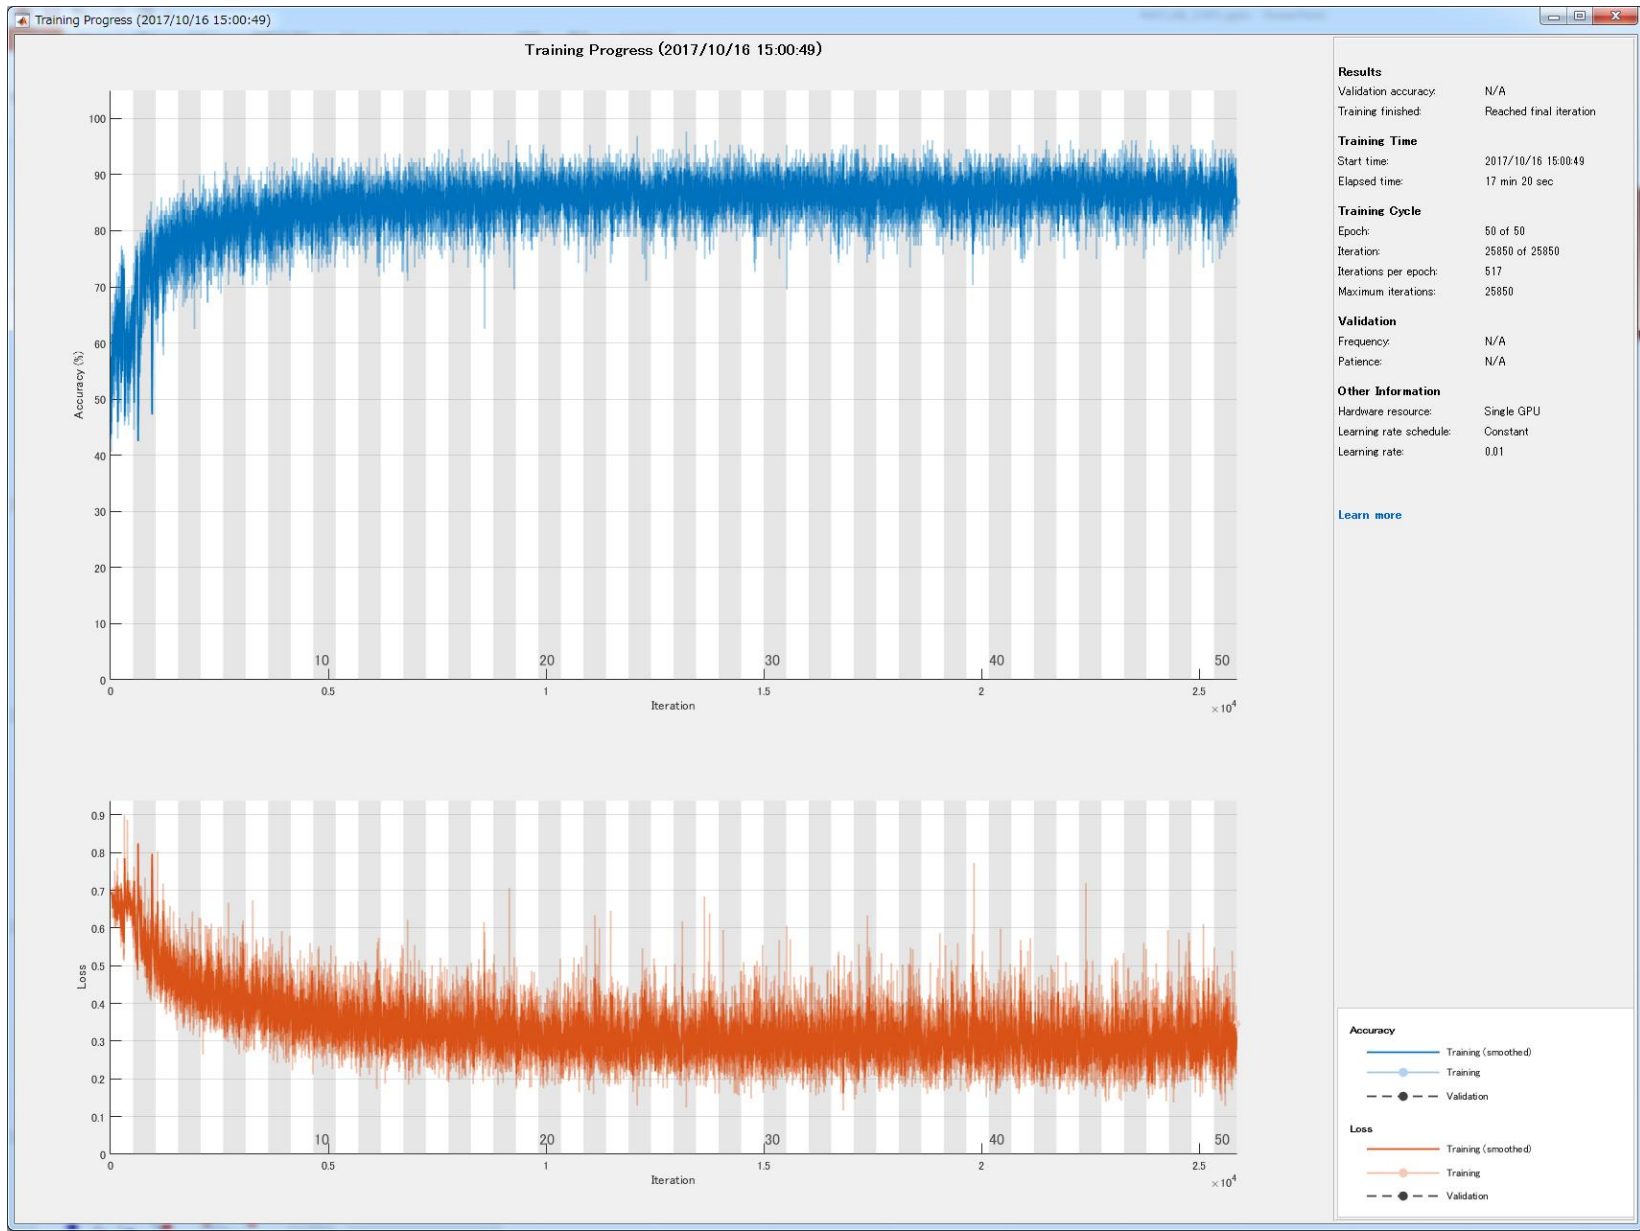 Training Progress (2017/10/16 15:00:49)
Training Progress (2017/10/16 15:00:49)
Accuracy (%)
100
90
80
70
60
50
40
30
20
10
0
10
20
30
40
50
0
0.5
1
1.5
2
2.5
Iteration
×10⁴
Loss
0.9
0.8
0.7
0.6
0.5
0.4
0.3
0.2
0.1
0
10
20
30
40
50
0
0.5
1
1.5
2
2.5
Iteration
×10⁴
Results
Validation accuracy: N/A
Training finished: Reached final iteration
Training Time
Start time: 2017/10/16 15:00:49
Elapsed time: 17 min 20 sec
Training Cycle
Epoch: 50 of 50
Iteration: 25850 of 25850
Iterations per epoch: 517
Maximum iterations: 25850
Validation
Frequency: N/A
Patience: N/A
Other Information
Hardware resource: Single GPU
Learning rate schedule: Constant
Learning rate: 0.01
Learn more
Accuracy
Training (smoothed)
Training
Validation
Loss
Training (smoothed)
Training
Validation